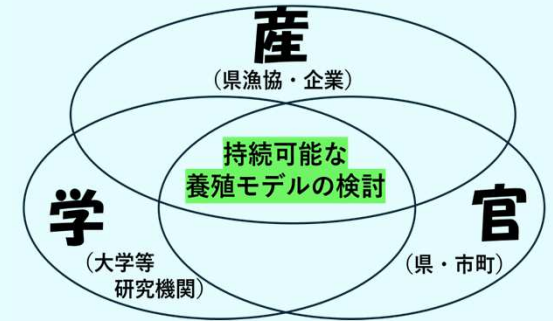 産
(県漁協・企業)
持続可能な
養殖モデルの検討
学
(大学等
研究機関)
官
(県・市町)